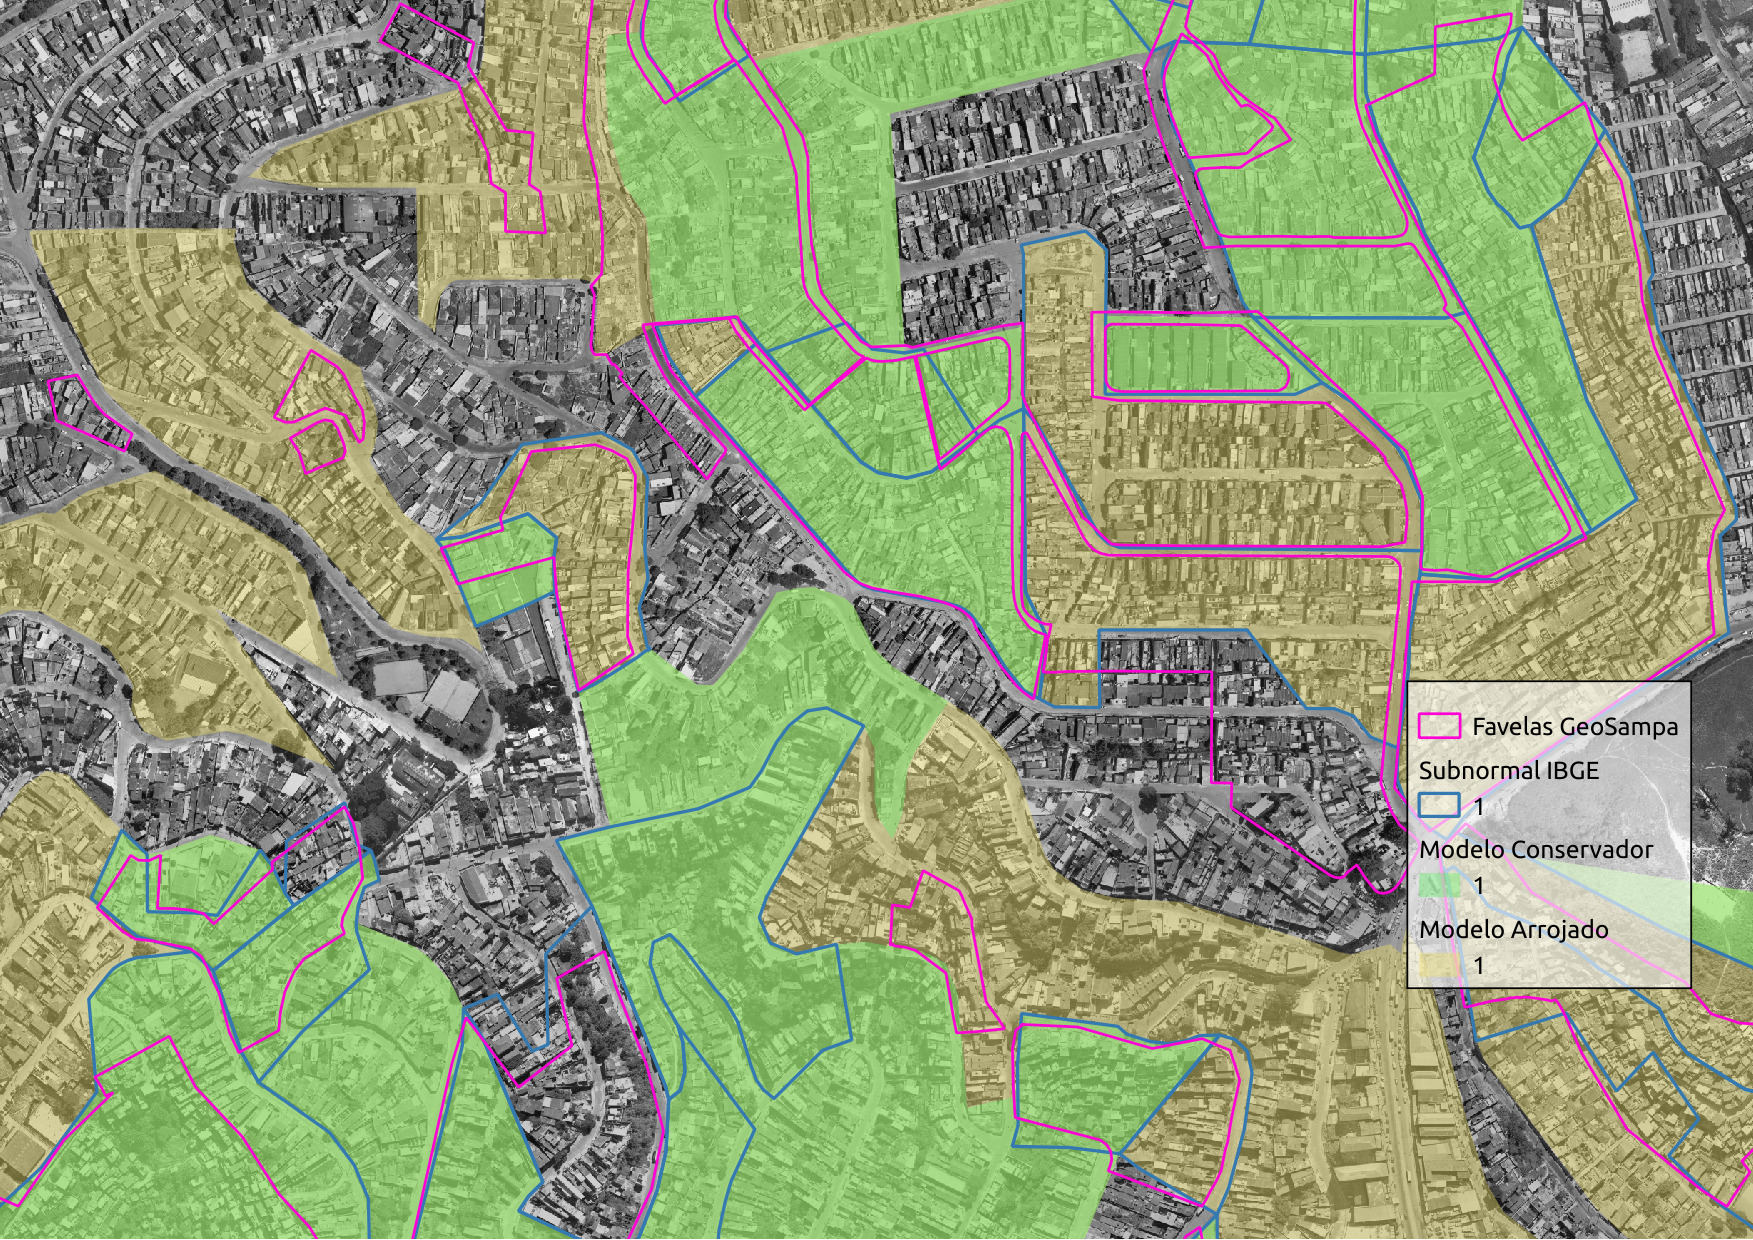 Favelas GeoSampa
Subnormal IBGE
1
Modelo Conservador
1
Modelo Arrojado
1